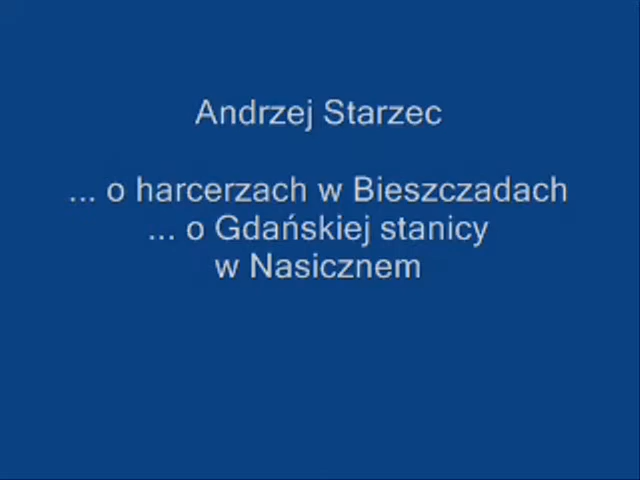 Andrzej Starzec
... o harcerzach w Bieszczadach
... o Gdańskiej stanicy
w Nasicznem